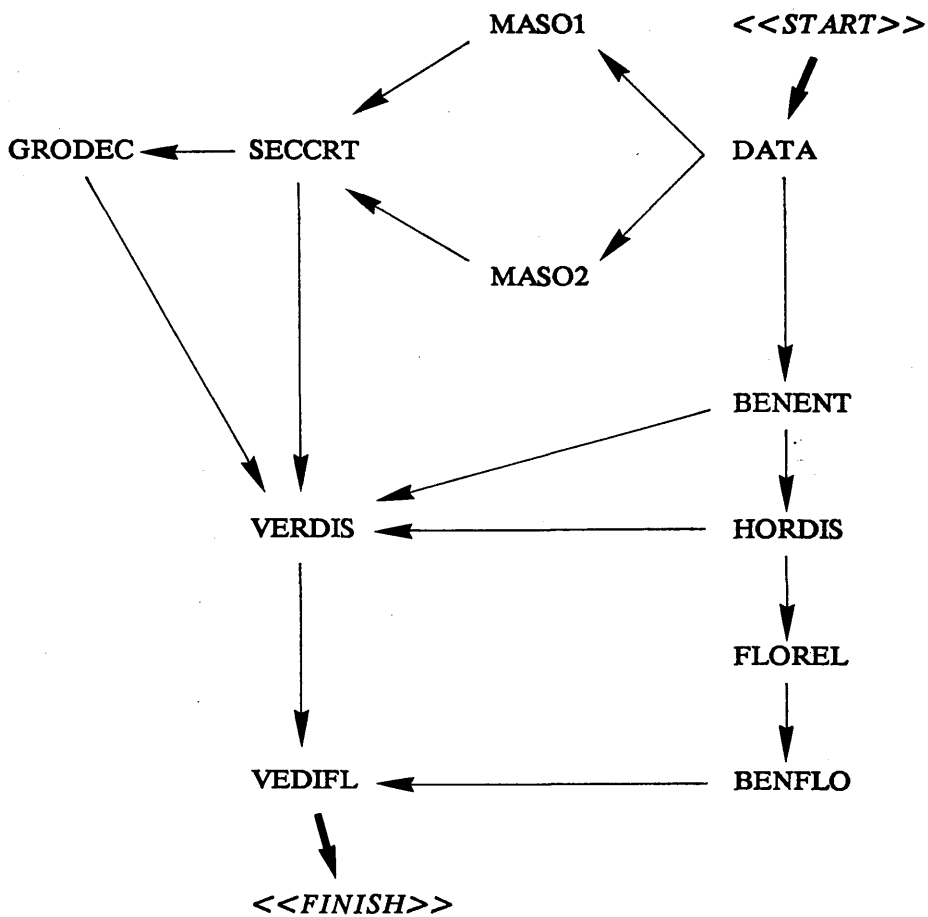 MASO1
<<START>>
GRODEC
SECCRT
DATA
MASO2
BENENT
VERDIS
HORDIS
FLOREL
VEDIFL
BENFLO
<<FINISH>>